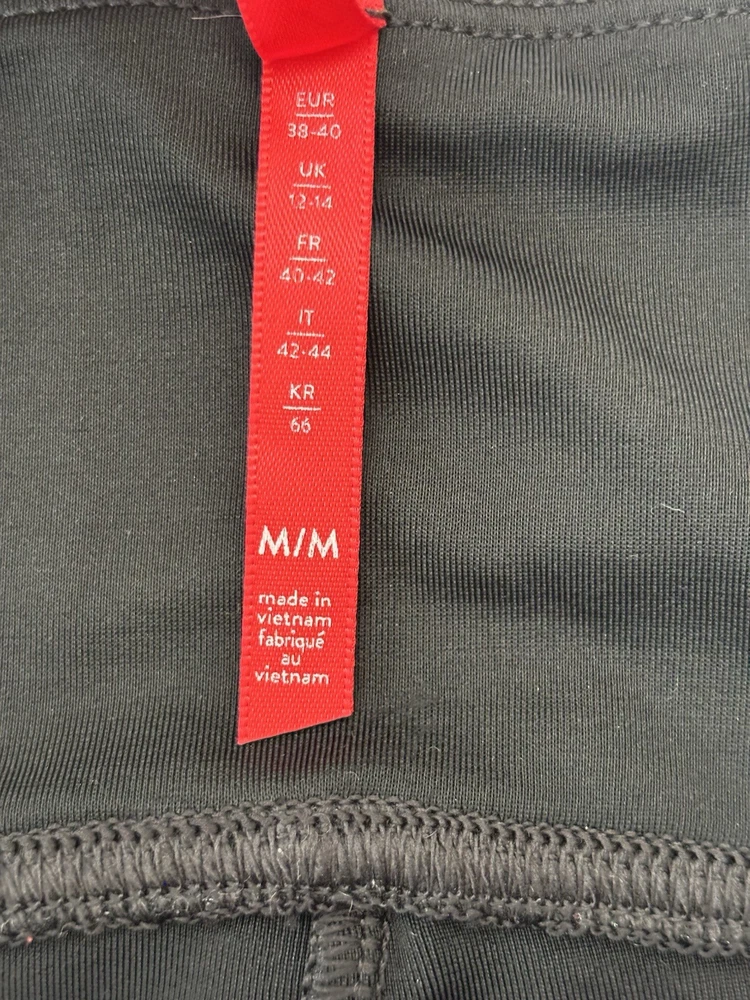 EUR
38-40
UK
12-14
FR
40-42
IT
42-44
KR
66
M/M
made in
vietnam
fabriqué
au
vietnam